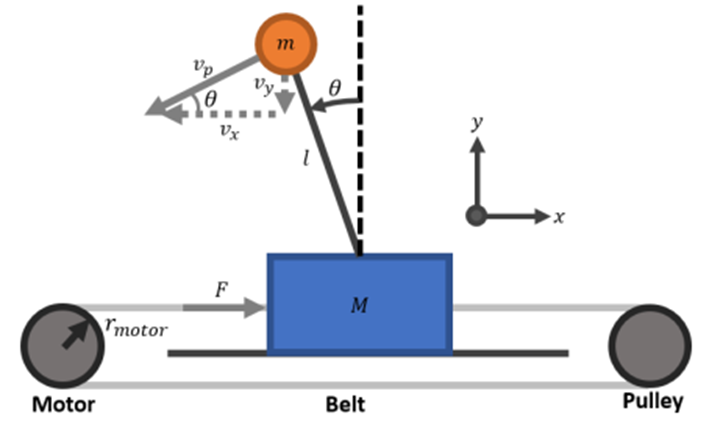 m
v_p
θ
v_y
θ
v_x
l
y
x
F
M
r_motor
Motor
Belt
Pulley